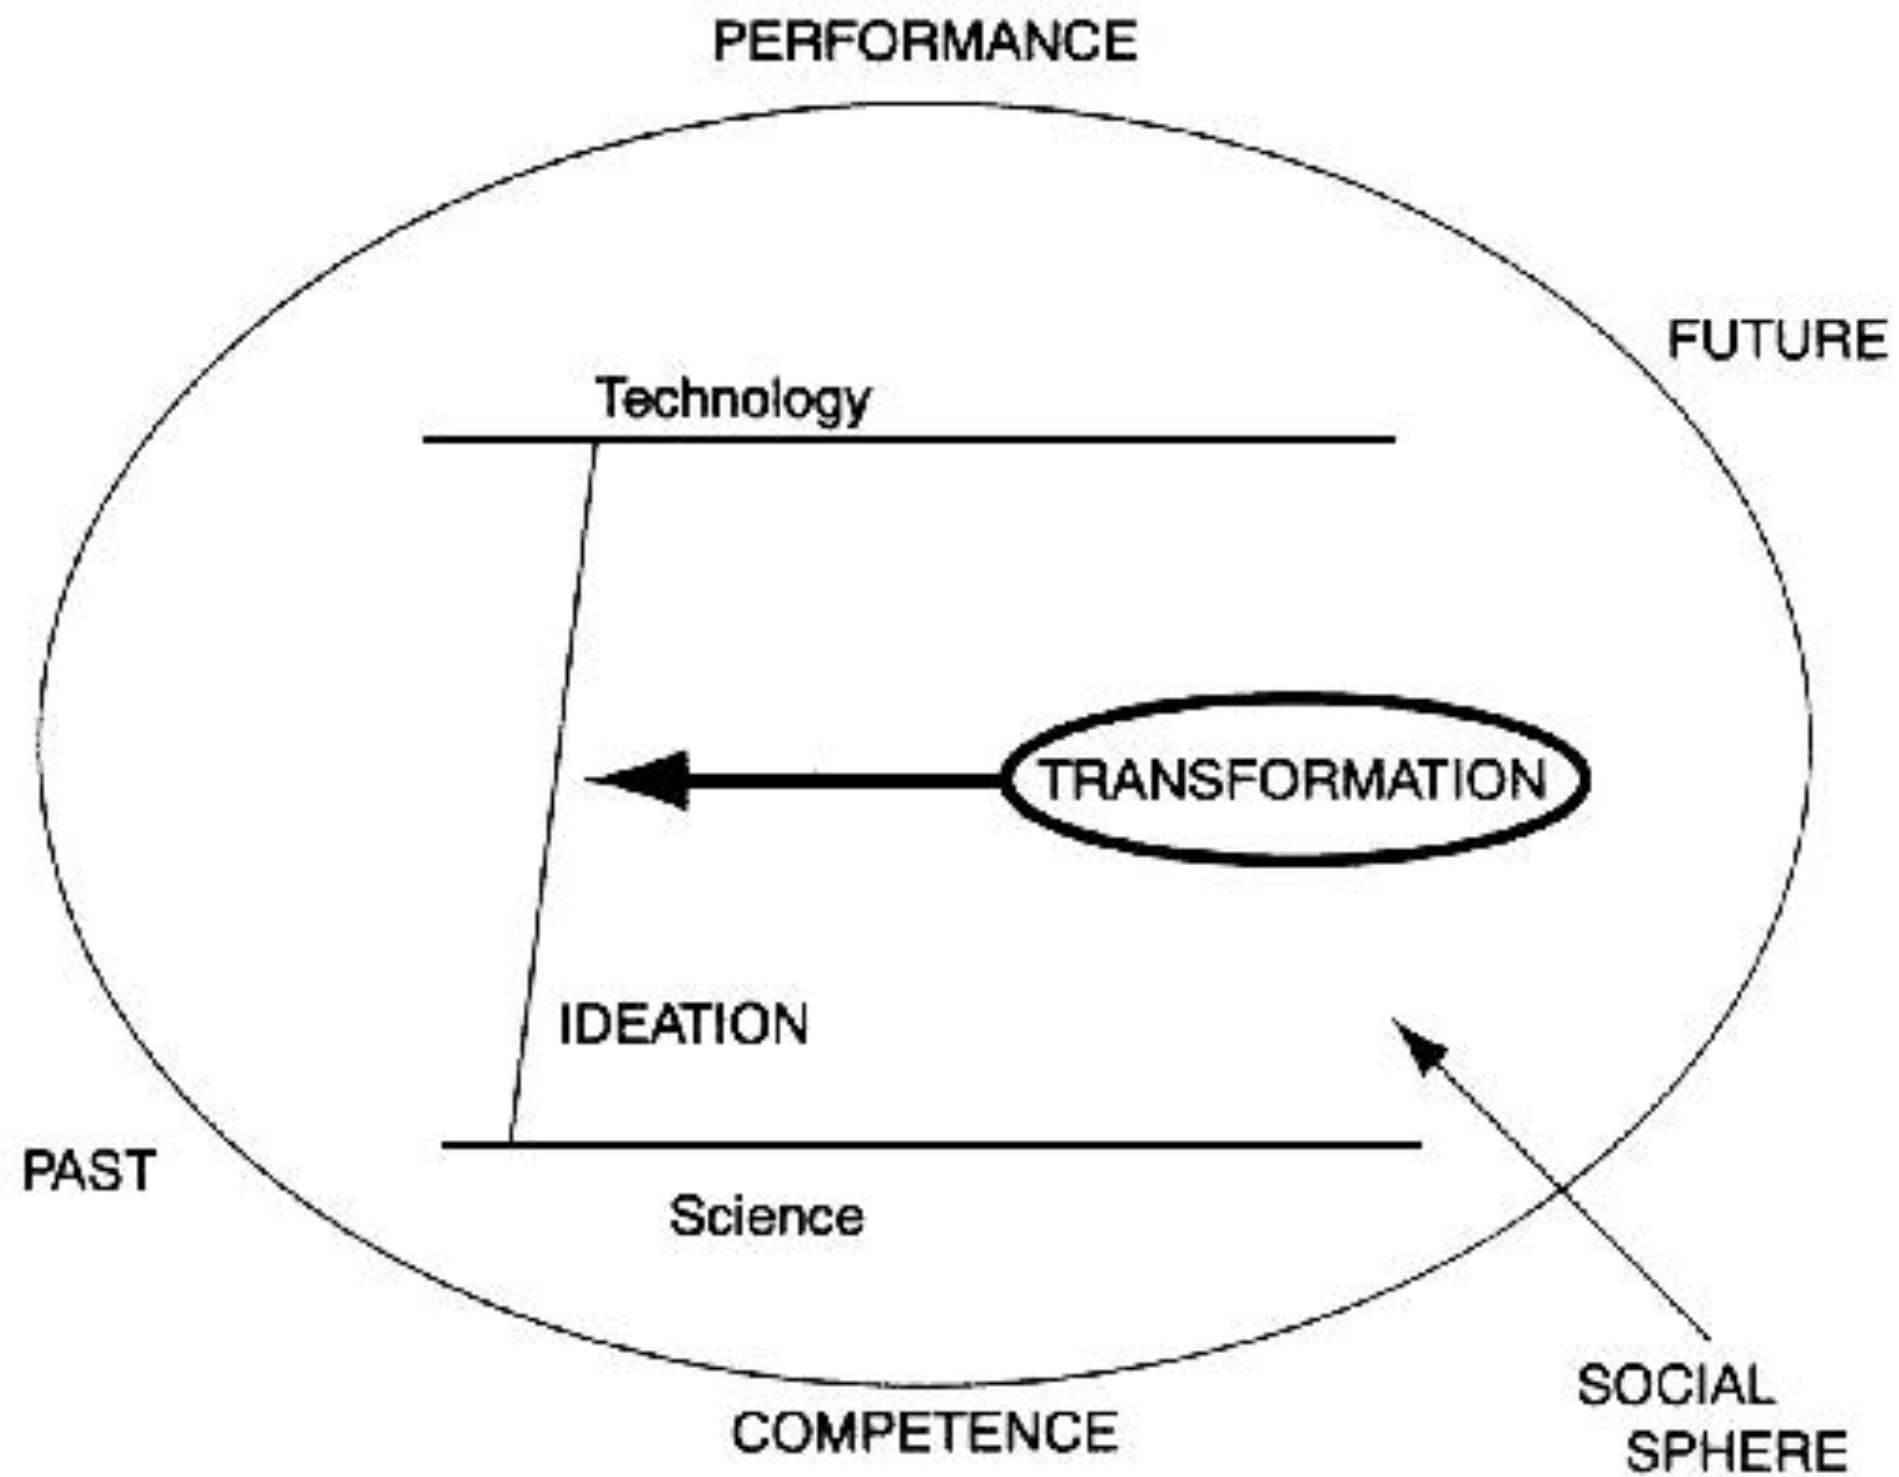 PERFORMANCE
FUTURE
Technology
TRANSFORMATION
IDEATION
PAST
Science
SOCIAL
SPHERE
COMPETENCE